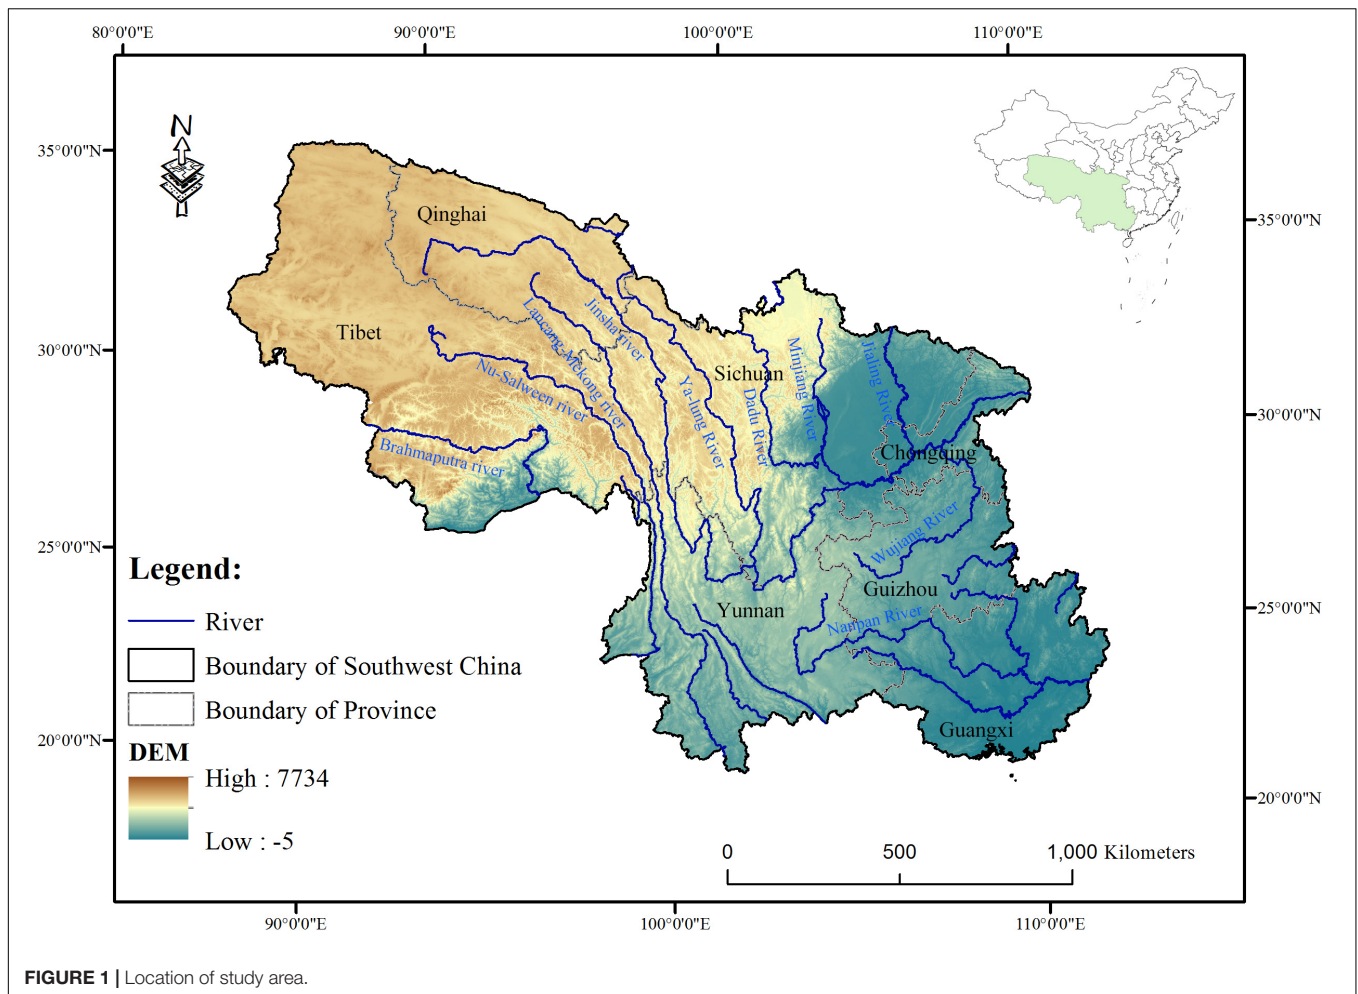 80°0'0"E 90°0'0"E 100°0'0"E 110°0'0"E
N
35°0'0"N
30°0'0"N
25°0'0"N
20°0'0"N
35°0'0"N
30°0'0"N
25°0'0"N
20°0'0"N
Qinghai
Tibet
Sichuan
Chongqing
Guizhou
Yunnan
Guangxi
Jinsha river
Lancang-Mekong river
Nu-Salween river
Brahmaputra river
Ya-lung River
Dadu River
Minjiang River
Jialing River
Wujiang River
Nanpan River
Legend:
River
Boundary of Southwest China
Boundary of Province
DEM
High : 7734
Low : -5
0 500 1,000 Kilometers
90°0'0"E 100°0'0"E 110°0'0"E
FIGURE 1 | Location of study area.